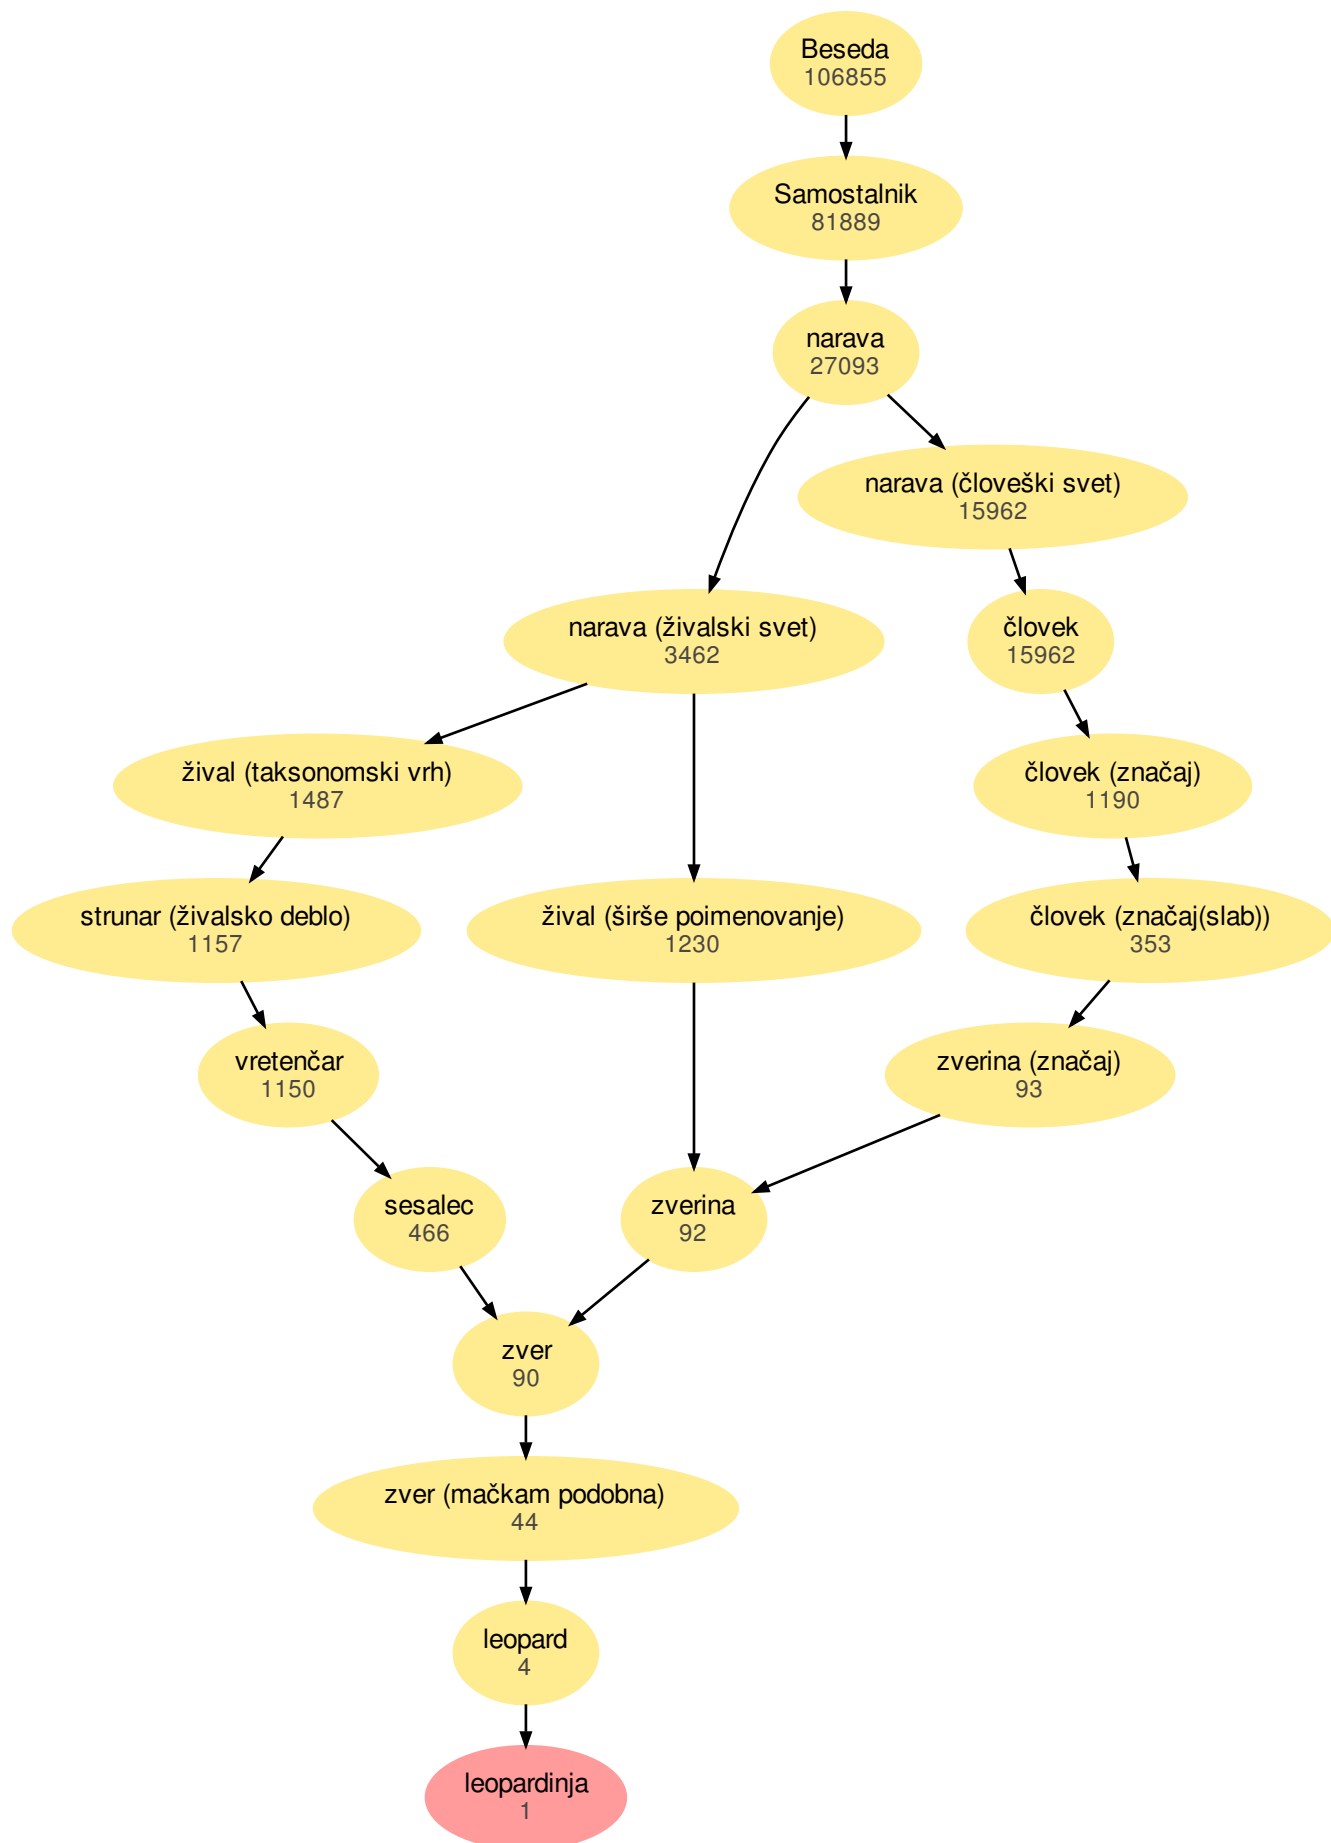 Beseda
106855
Samostalnik
81889
narava
27093
narava (človeški svet)
15962
narava (živalski svet)
3462
človek
15962
žival (taksonomski vrh)
1487
človek (značaj)
1190
strunar (živalsko deblo)
1157
žival (širše poimenovanje)
1230
človek (značaj(slab))
353
vretenčar
1150
zverina (značaj)
93
sesalec
466
zverina
92
zver
90
zver (mačkam podobna)
44
leopard
4
leopardinja
1